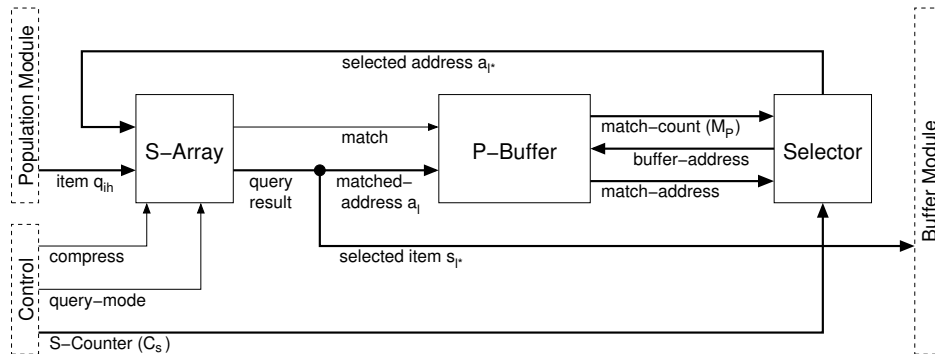 Population Module
selected address a_l*
S-Array
match
P-Buffer
match-count (M_P)
buffer-address
match-address
Selector
item q_ih
query
result
matched-
address a_l
selected item s_l*
Buffer Module
Control
compress
query-mode
S-Counter (C_S)